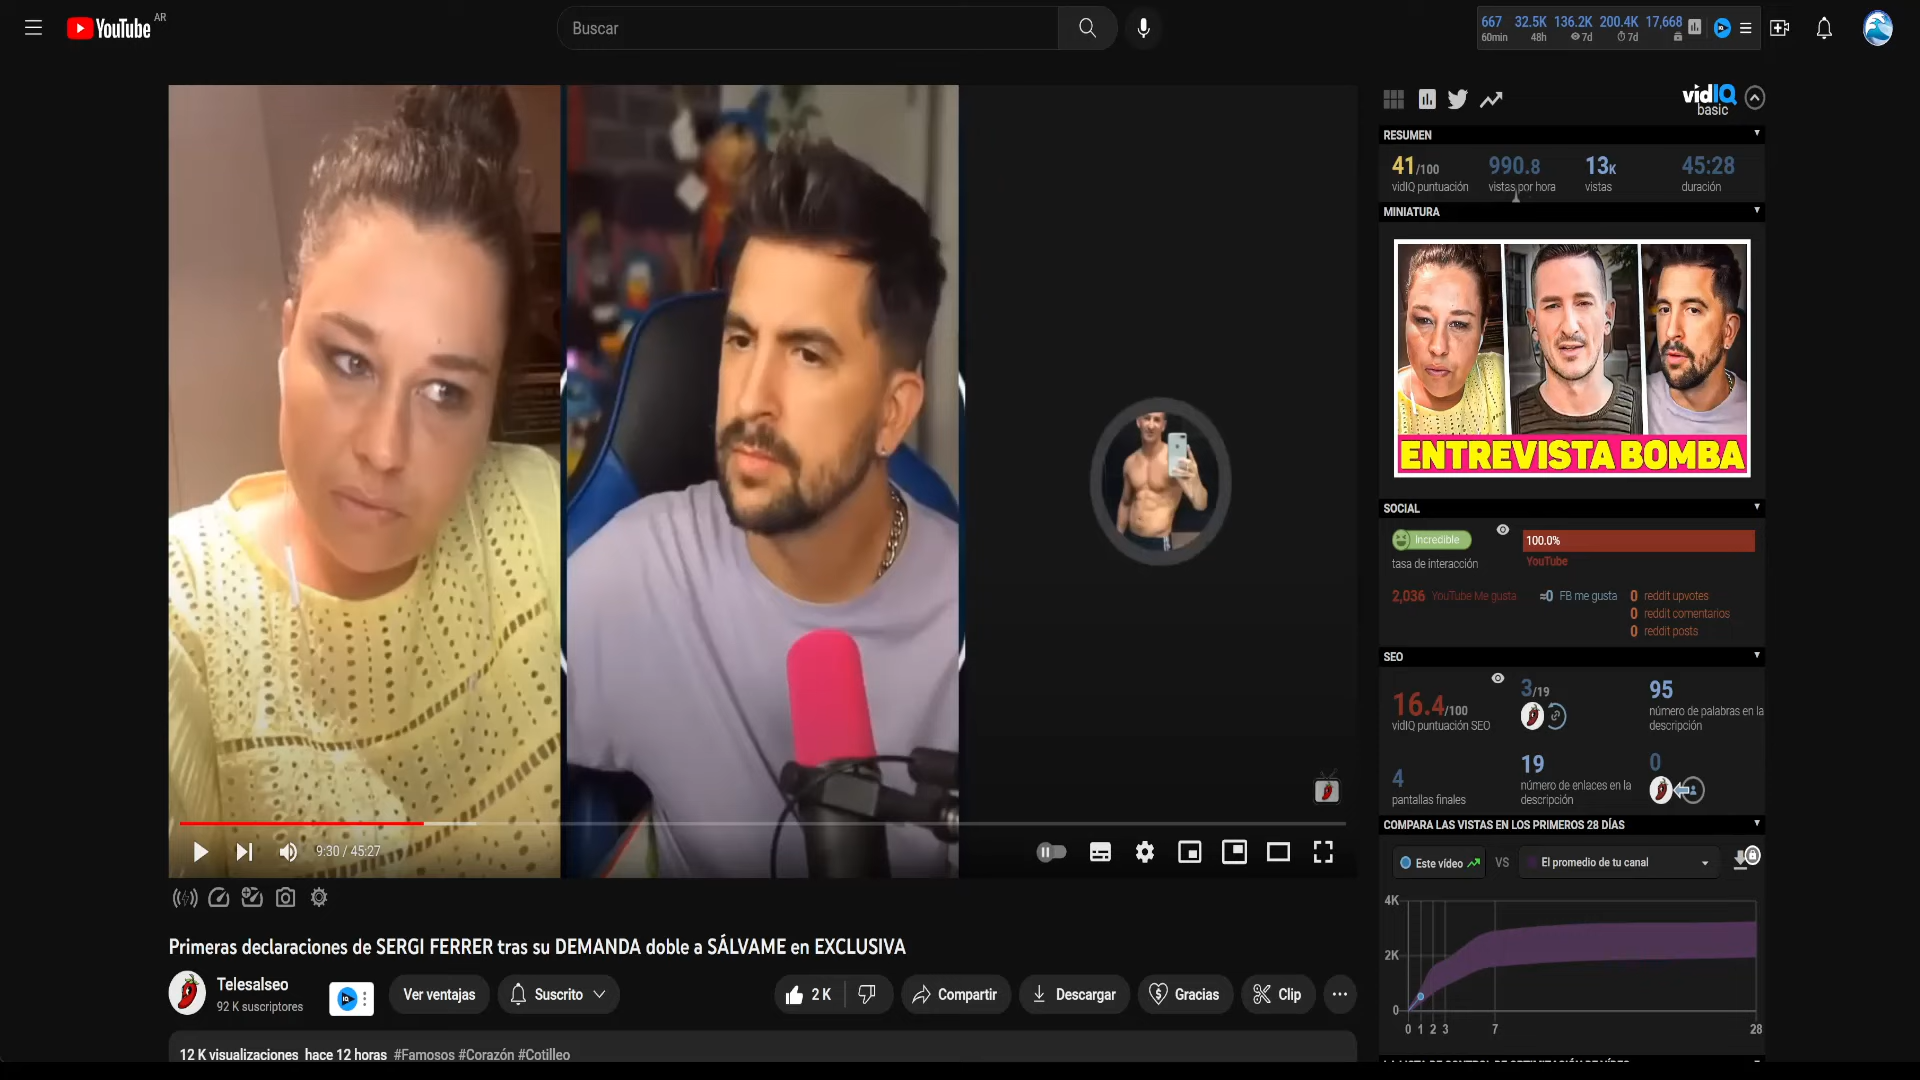 YouTube AR
Buscar
667 32.5K 136.2K 200.4K 17,668
60min 48h 7d 7d
vidIQ
basic
RESUMEN
41/100 990.8 13K 45:28
vidIQ puntuación vistas por hora vistas duración
MINIATURA
ENTREVISTA BOMBA
SOCIAL
Incredible 100.0%
tasa de interacción YouTube
2,036 YouTube Me gusta ≈0 FB me gusta 0 reddit upvotes
0 reddit comentarios
0 reddit posts
SEO
16.4/100 3/19 95
vidIQ puntuación SEO número de palabras en la
descripción
4 19 0
pantallas finales número de enlaces en la
descripción
COMPARA LAS VISTAS EN LOS PRIMEROS 28 DÍAS
Este vídeo VS El promedio de tu canal
4K
2K
0
0 1 2 3 7 28
9:30 / 45:27
Primeras declaraciones de SERGI FERRER tras su DEMANDA doble a SÁLVAME en EXCLUSIVA
Telesalseo
92 K suscriptores
Ver ventajas Suscrito 2 K Compartir Descargar Gracias Clip
12 K visualizaciones hace 12 horas #Famosos #Corazón #Cotilleo